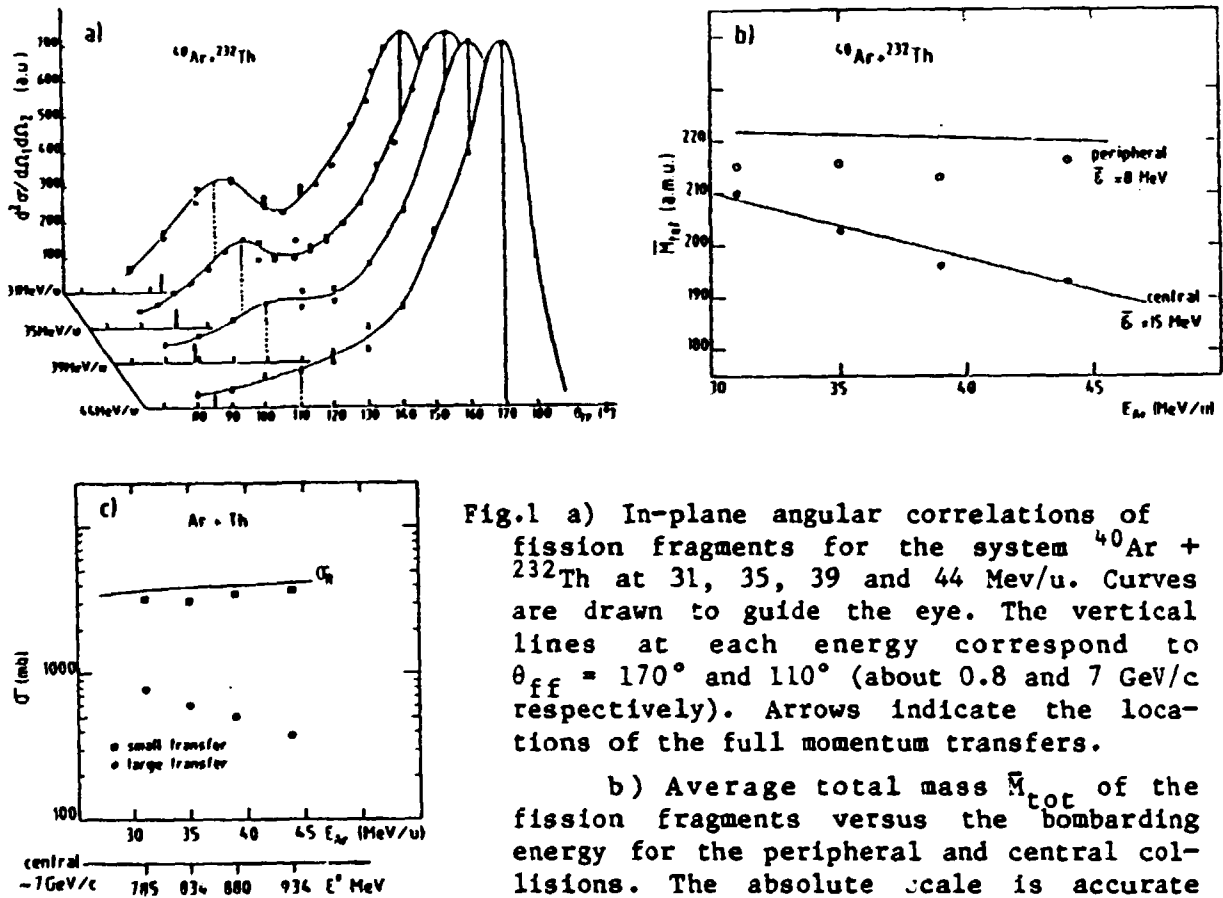 a)
⁴⁰Ar + ²³²Th
d²σ/dΩ₁dΩ₂ (a.u)
700
600
500
400
300
200
100
31MeV/u
35MeV/u
39MeV/u
44MeV/u
80 90 100 110 120 130 140 150 160 170 180 θff (°)
b)
⁴⁰Ar + ²³²Th
M̄tot (a.m.u.)
220
210
200
190
180
peripheral
ε̄ = 8 MeV
central
ε̄ = 15 MeV
30 35 40 45
E_Ar (MeV/u)
c)
Ar + Th
σR
σ (mb)
1000
100
■ small transfer
● large transfer
30 35 40 45 E_Ar (MeV/u)
central
~7GeV/c 785 834 880 934 E* MeV
Fig.1 a) In-plane angular correlations of
fission fragments for the system ⁴⁰Ar +
²³²Th at 31, 35, 39 and 44 Mev/u. Curves
are drawn to guide the eye. The vertical
lines at each energy correspond to
θff = 170° and 110° (about 0.8 and 7 GeV/c
respectively). Arrows indicate the loca-
tions of the full momentum transfers.
b) Average total mass M̄tot of the
fission fragments versus the bombarding
energy for the peripheral and central col-
lisions. The absolute scale is accurate